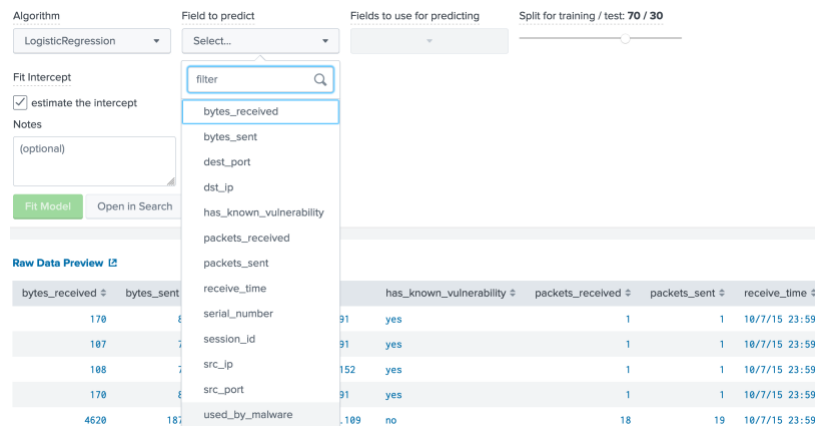 Algorithm Field to predict Fields to use for predicting Split for training / test: 70 / 30
LogisticRegression Select...
filter
Fit Intercept
estimate the intercept
Notes
(optional)
Fit Model Open in Search
bytes_received
bytes_sent
dest_port
dst_ip
has_known_vulnerability
packets_received
packets_sent
receive_time
serial_number
session_id
src_ip
src_port
used_by_malware
Raw Data Preview
bytes_received bytes_sent has_known_vulnerability packets_received packets_sent receive_time
170 91 yes 1 1 10/7/15 23:59
107 91 yes 1 1 10/7/15 23:59
108 152 yes 1 1 10/7/15 23:59
170 91 yes 1 1 10/7/15 23:59
4620 187 .109 no 18 19 10/7/15 23:59